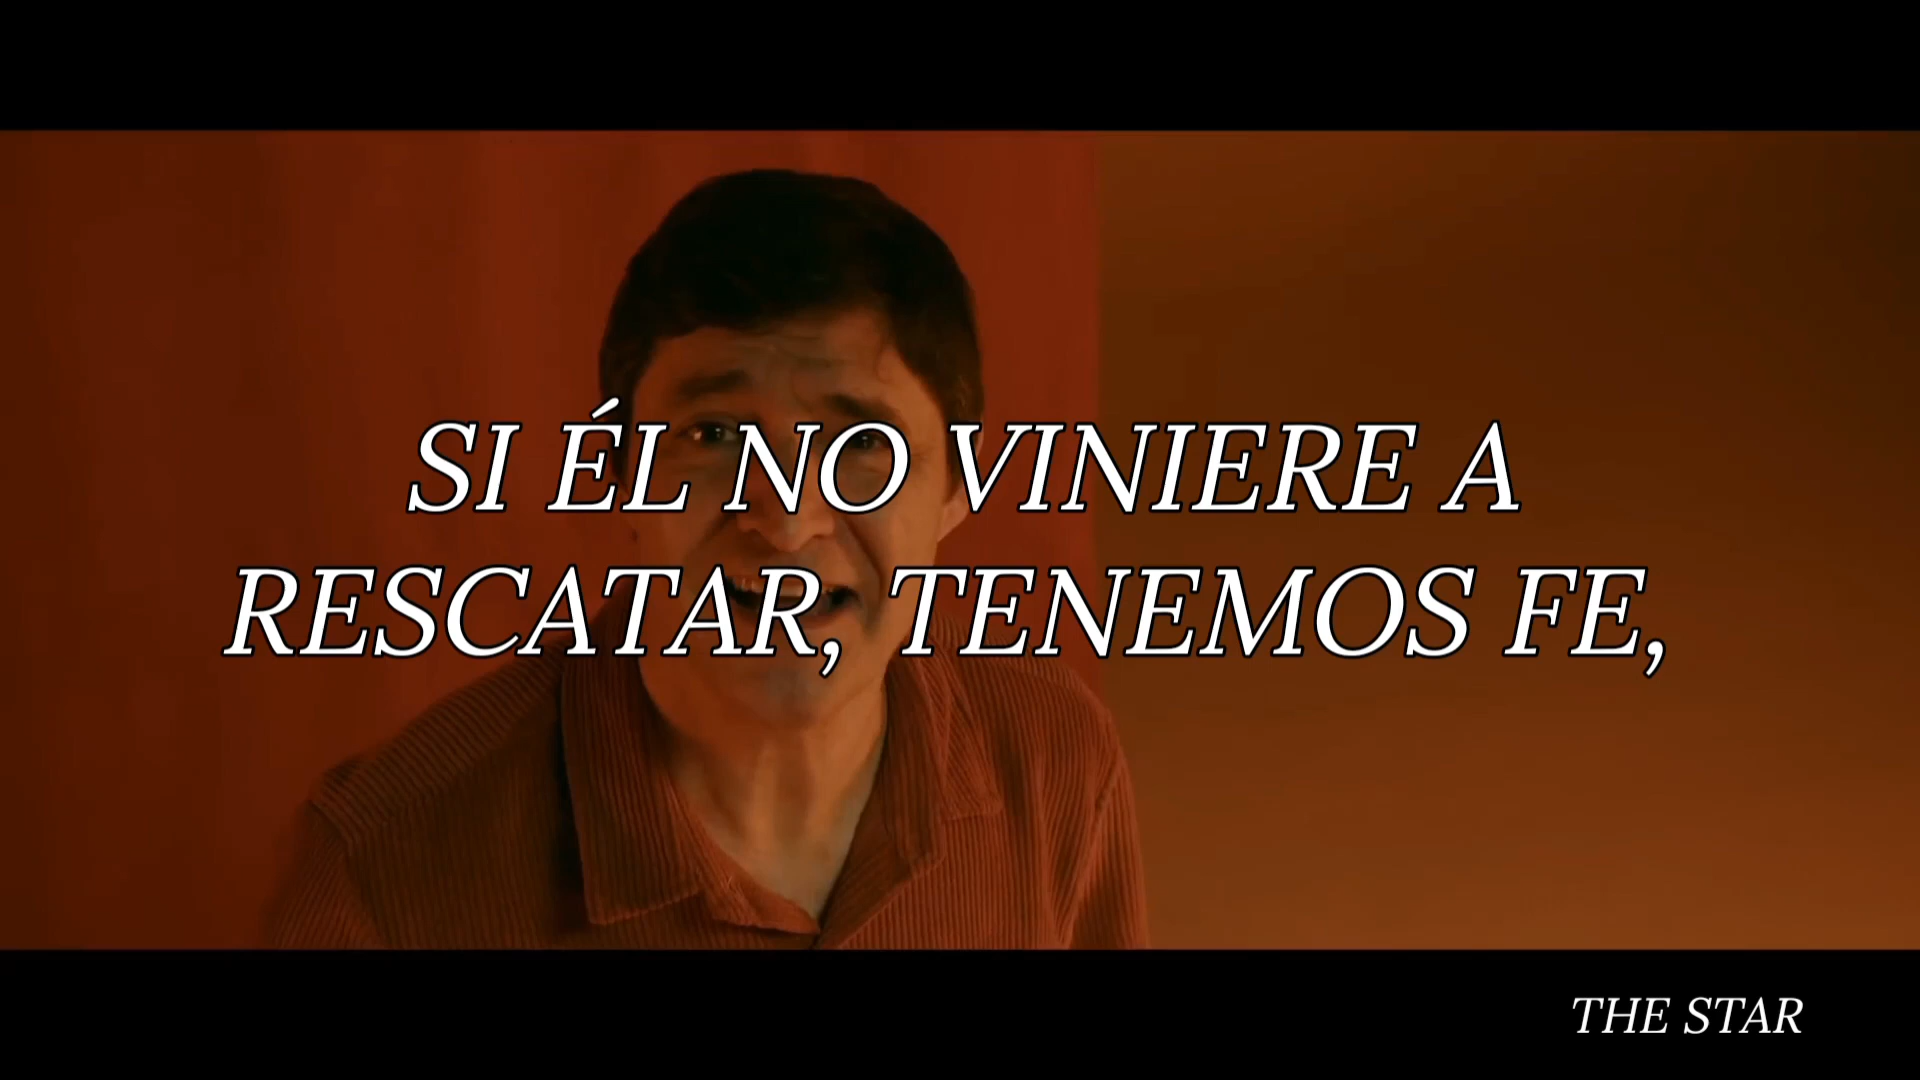 SI ÉL NO VINIERE A
RESCATAR, TENEMOS FE,
THE STAR